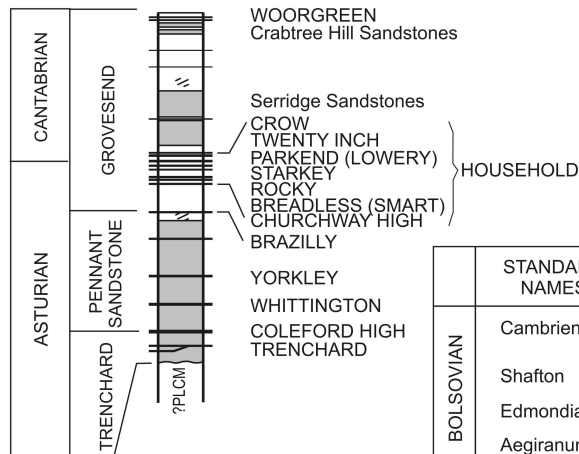 CANTABRIAN
ASTURIAN
GROVESEND
PENNANT
SANDSTONE
TRENCHARD
?PLCM
WOORGREEN
Crabtree Hill Sandstones
Serridge Sandstones
CROW
TWENTY INCH
PARKEND (LOWERY)
STARKEY
ROCKY
BREADLESS (SMART)
CHURCHWAY HIGH
HOUSEHOLD
BRAZILLY
YORKLEY
WHITTINGTON
COLEFORD HIGH
TRENCHARD
NAMES
BOLSOVIAN
Shafton